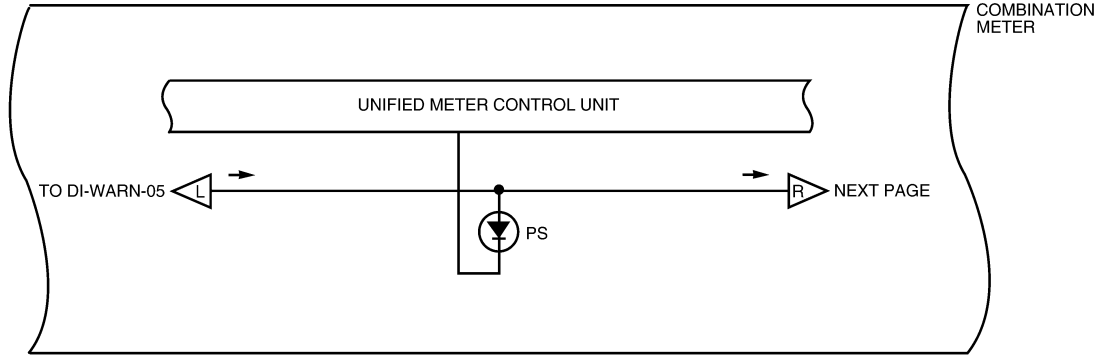 COMBINATION
METER
UNIFIED METER CONTROL UNIT
TO DI-WARN-05 L R NEXT PAGE
PS